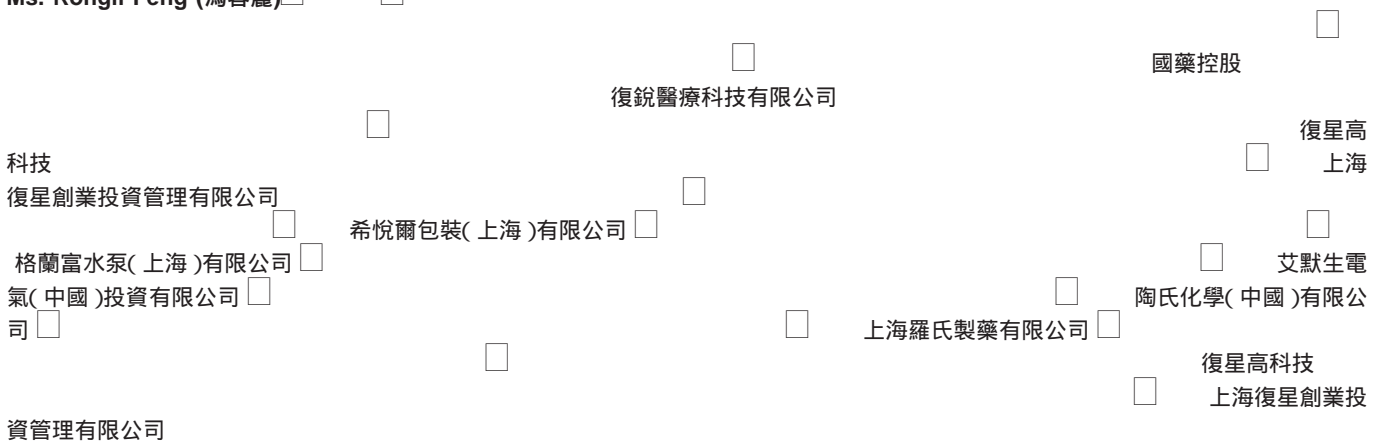 Ms. Rongli Feng (馮蓉麗)
國藥控股
復銳醫療科技有限公司
復星高
科技 上海
復星創業投資管理有限公司
希悅爾包裝( 上海 )有限公司
格蘭富水泵( 上海 )有限公司 艾默生電
氣( 中國 )投資有限公司 陶氏化學( 中國 )有限公
司 上海羅氏製藥有限公司
復星高科技
上海復星創業投
資管理有限公司